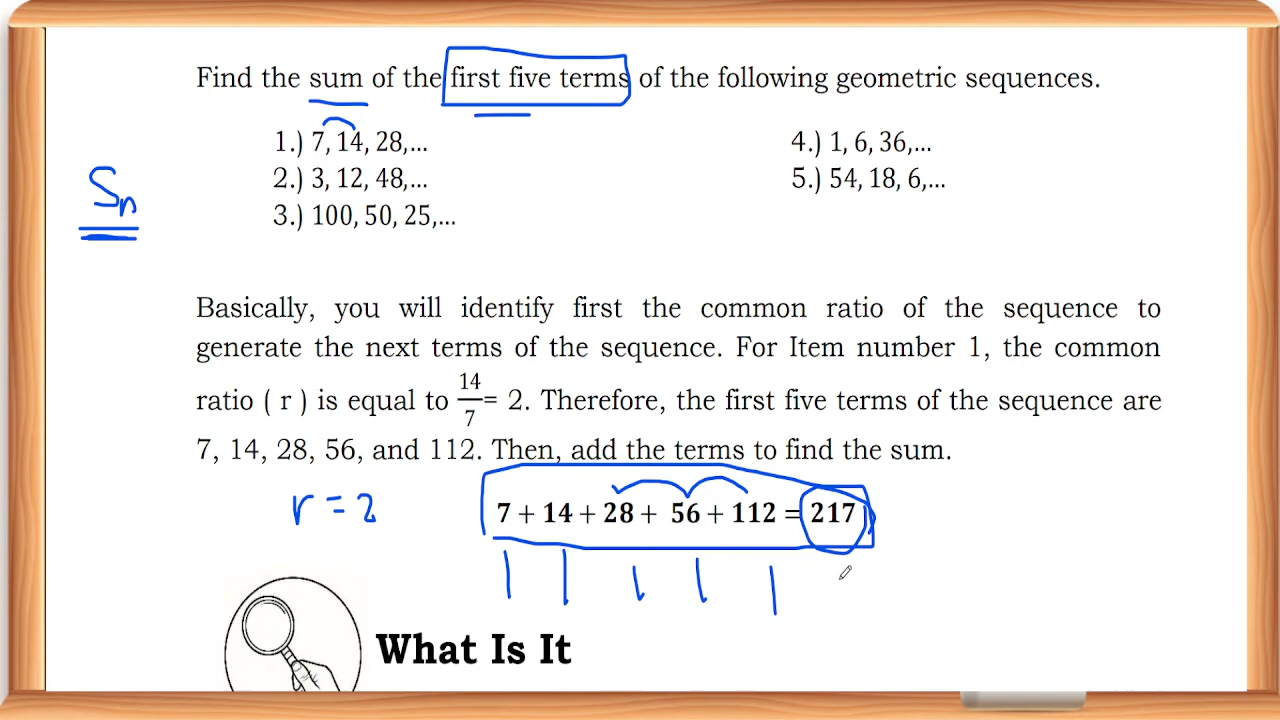 Find the sum of the first five terms of the following geometric sequences.
1.) 7, 14, 28,...
2.) 3, 12, 48,...
3.) 100, 50, 25,...
4.) 1, 6, 36,...
5.) 54, 18, 6,...
Sn
Basically, you will identify first the common ratio of the sequence to
generate the next terms of the sequence. For Item number 1, the common
ratio ( r ) is equal to 14/7 = 2. Therefore, the first five terms of the sequence are
7, 14, 28, 56, and 112. Then, add the terms to find the sum.
r = 2
7 + 14 + 28 + 56 + 112 = 217
What Is It